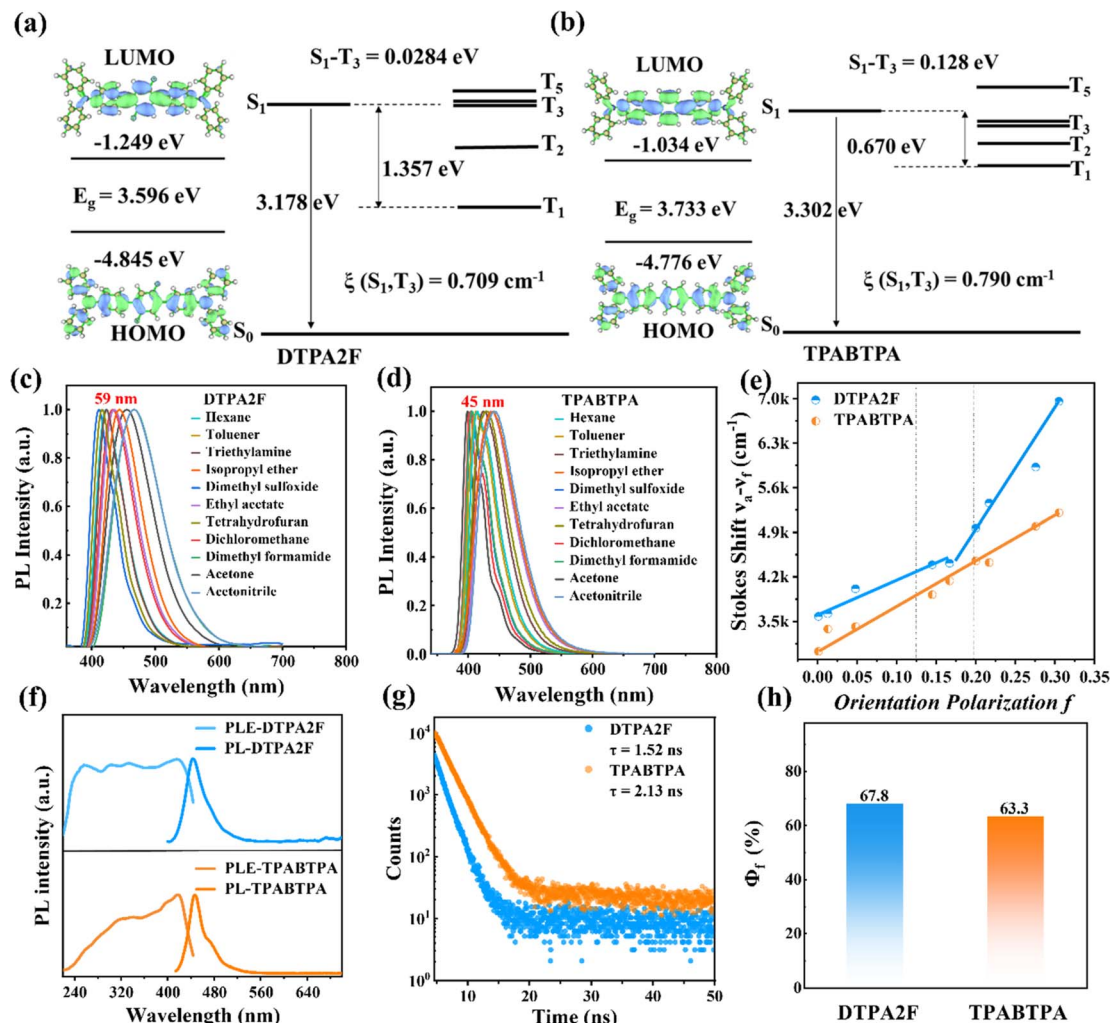 (a)
LUMO
S₁-T₃ = 0.0284 eV
T₅
S₁
T₃
-1.249 eV
T₂
1.357 eV
E_g = 3.596 eV
3.178 eV
T₁
-4.845 eV
ξ (S₁,T₃) = 0.709 cm⁻¹
HOMO
S₀
DTPA2F
(b)
LUMO
S₁-T₃ = 0.128 eV
T₅
S₁
T₃
-1.034 eV
0.670 eV
T₂
T₁
E_g = 3.733 eV
3.302 eV
-4.776 eV
ξ (S₁,T₃) = 0.790 cm⁻¹
HOMO
S₀
TPABTPA
(c)
59 nm
DTPA2F
Hexane
Toluener
Triethylamine
Isopropyl ether
Dimethyl sulfoxide
Ethyl acctate
Tetrahydrofuran
Dichloromethane
Dimethyl formamide
Acetone
Acetonitrile
PL Intensity (a.u.)
1.0
0.8
0.6
0.4
0.2
400 500 600 700 800
Wavelength (nm)
(d)
45 nm
TPABTPA
Hexane
Toluener
Triethylamine
Isopropyl ether
Dimethyl sulfoxide
Ethyl acetate
Tetrahydrofuran
Dichloromethane
Dimethyl formamide
Acetone
Acetonitrile
PL Intensity (a.u.)
1.0
0.8
0.6
0.4
0.2
0.0
400 500 600 700 800
Wavelength (nm)
(e)
DTPA2F
TPABTPA
Stokes Shift νa-νf (cm⁻¹)
7.0k
6.3k
5.6k
4.9k
4.2k
3.5k
0.00 0.05 0.10 0.15 0.20 0.25 0.30 0.35
Orientation Polarization f
(f)
PLE-DTPA2F
PL-DTPA2F
PLE-TPABTPA
PL-TPABTPA
PL intensity (a.u.)
240 320 400 480 560 640
Wavelength (nm)
(g)
DTPA2F
τ = 1.52 ns
TPABTPA
τ = 2.13 ns
Counts
10⁴
10³
10²
10¹
10⁰
10 20 30 40 50
Time (ns)
(h)
Φf (%)
80
60
40
20
0
67.8
63.3
DTPA2F TPABTPA